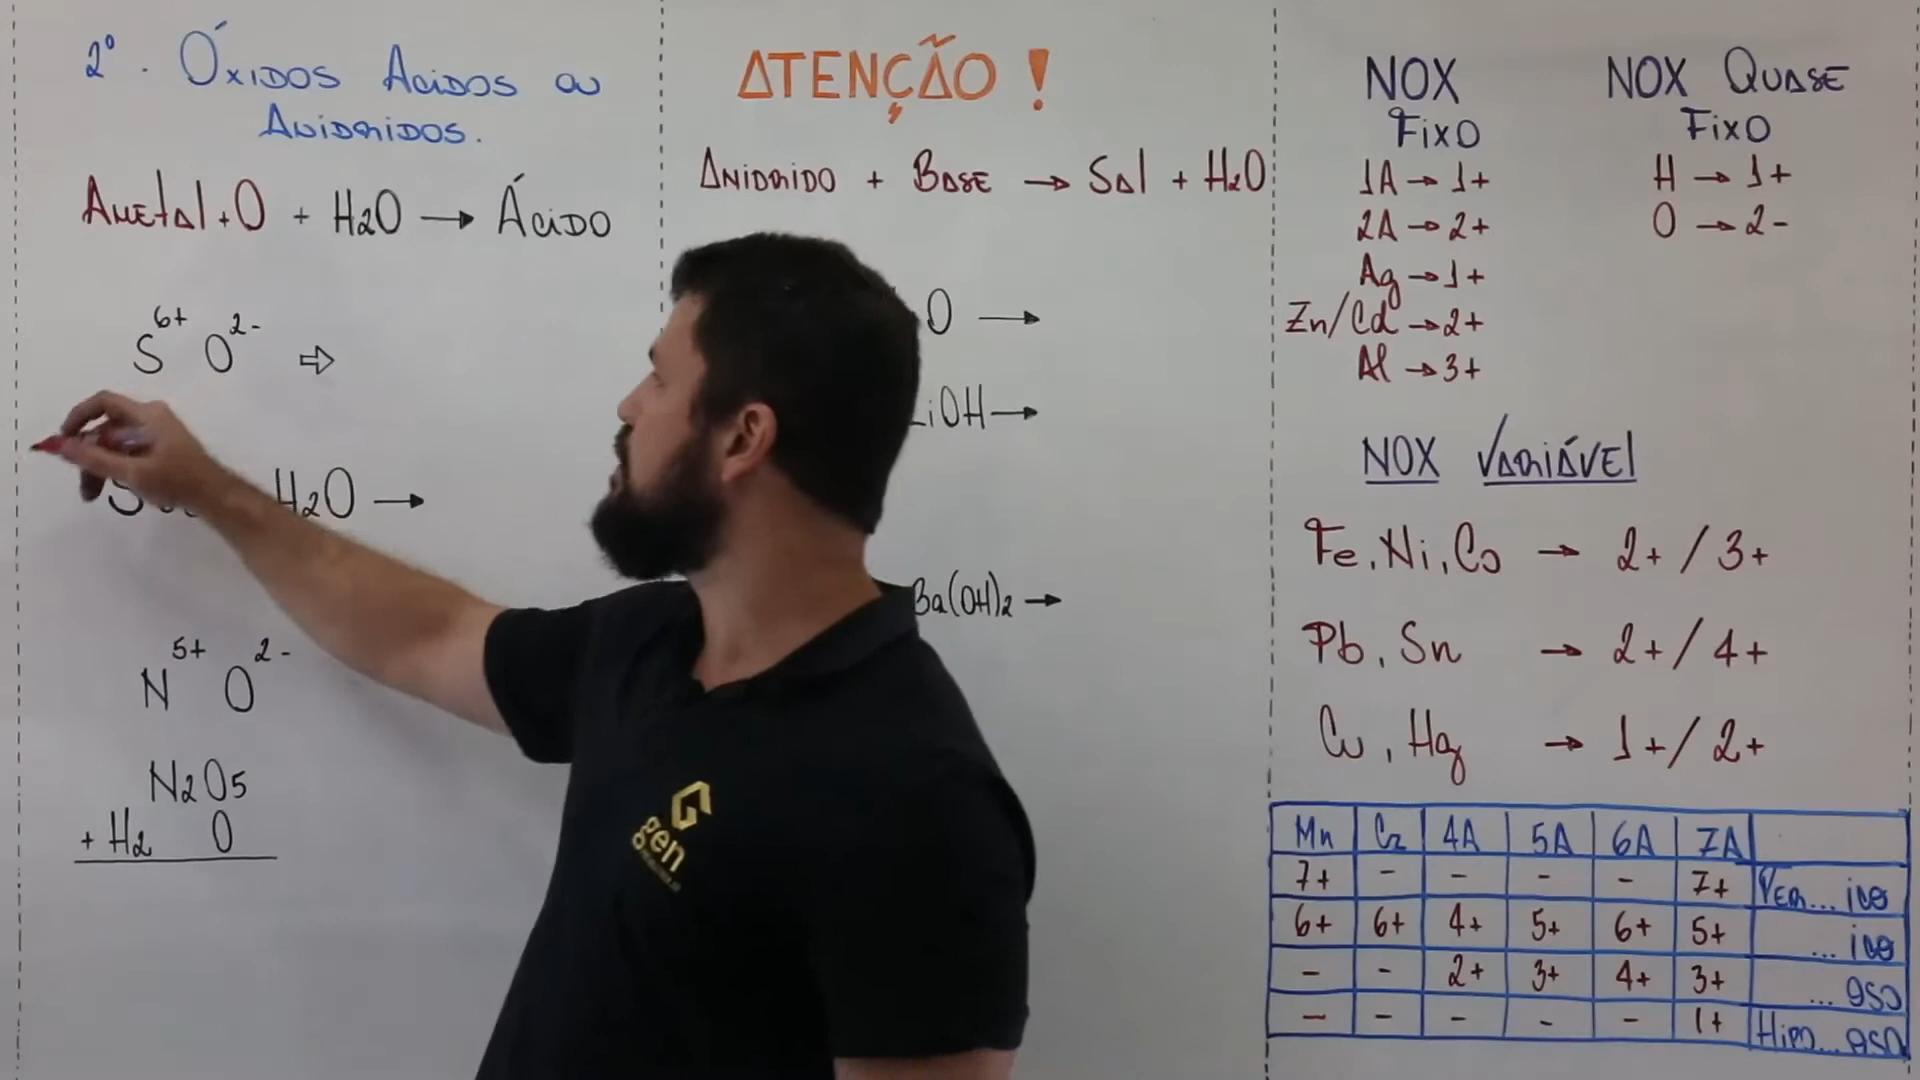 2º. Óxidos Ácidos ou
Anidridos.
Ametal + O + H2O → Ácido
S6+ O2- ⇨
H2O →
N5+ O2-
N2O5
+ H2 O
ATENÇÃO!
Anidrido + Base → Sal + H2O
O →
LiOH →
Ba(OH)2 →
gen
NOX
Fixo
1A → 1+
2A → 2+
Ag → 1+
Zn/Cd → 2+
Al → 3+
NOX Quase
Fixo
H → 1+
O → 2-
NOX Variável
Fe, Ni, Co → 2+ / 3+
Pb, Sn → 2+ / 4+
Cu, Hg → 1+ / 2+
Mn Cr 4A 5A 6A 7A
7+ - - - - 7+ Per... ico
6+ 6+ 4+ 5+ 6+ 5+ ... ico
- - 2+ 3+ 4+ 3+ ... oso
- - - - - 1+ Hipo... oso